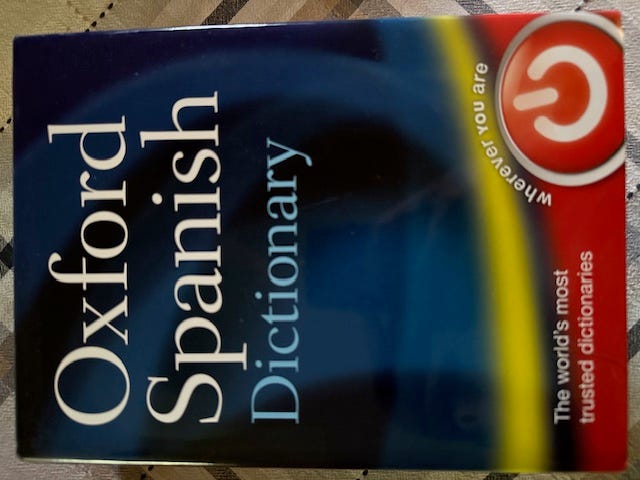 Oxford
Spanish
Dictionary
wherever YOU are
The world's most
trusted dictionaries